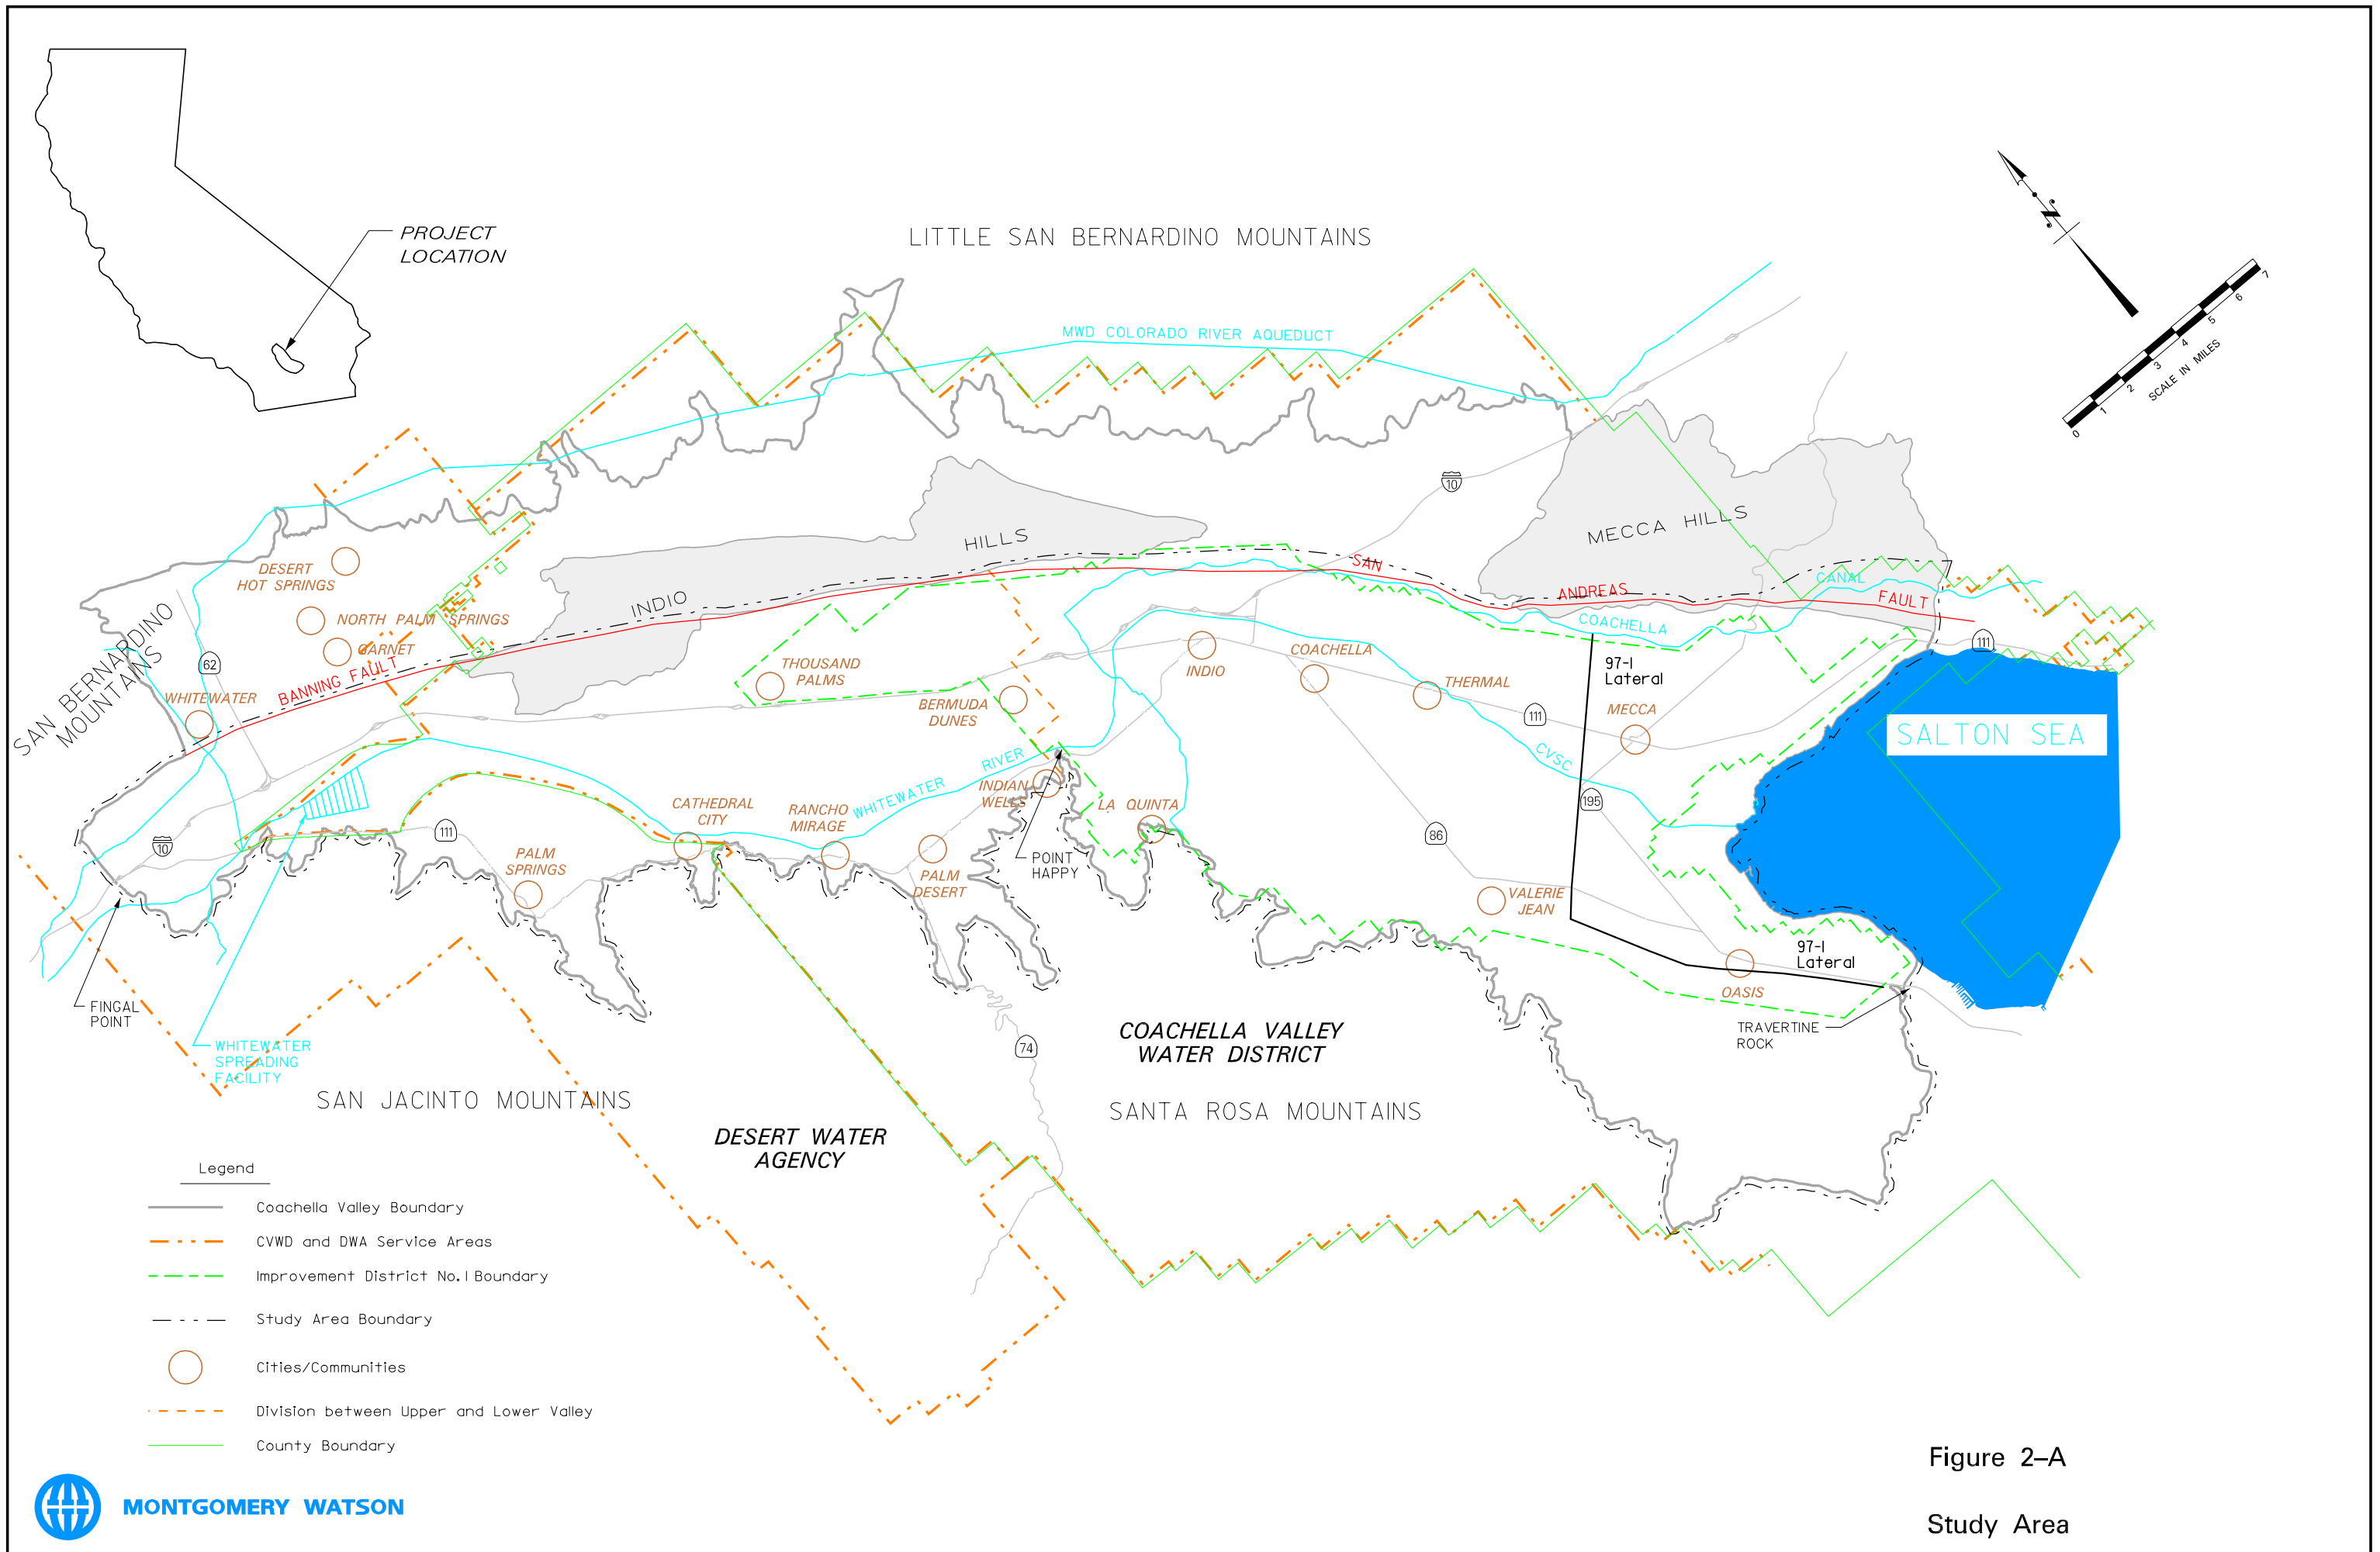 PROJECT
LOCATION
LITTLE SAN BERNARDINO MOUNTAINS
N
0 1 2 3 4 5 6 7
SCALE IN MILES
MWD COLORADO RIVER AQUEDUCT
10
MECCA HILLS
HILLS
INDIO
DESERT
HOT SPRINGS
NORTH PALM SPRINGS
GARNET
SAN BERNARDINO
MOUNTAINS
62
WHITEWATER
BANNING FAULT
SAN
ANDREAS
FAULT
CANAL
COACHELLA
111
THOUSAND
PALMS
BERMUDA
DUNES
INDIO
COACHELLA
THERMAL
97-1
Lateral
MECCA
111
SALTON SEA
CVSC
195
WHITEWATER
RIVER
INDIAN
WELLS
LA QUINTA
CATHEDRAL
CITY
RANCHO
MIRAGE
10
111
PALM
SPRINGS
PALM
DESERT
POINT
HAPPY
86
VALERIE
JEAN
97-1
Lateral
OASIS
TRAVERTINE
ROCK
FINGAL
POINT
WHITEWATER
SPREADING
FACILITY
74
COACHELLA VALLEY
WATER DISTRICT
SAN JACINTO MOUNTAINS
SANTA ROSA MOUNTAINS
DESERT WATER
AGENCY
Legend
Coachella Valley Boundary
CVWD and DWA Service Areas
Improvement District No. 1 Boundary
Study Area Boundary
Cities/Communities
Division between Upper and Lower Valley
County Boundary
MONTGOMERY WATSON
Figure 2–A
Study Area